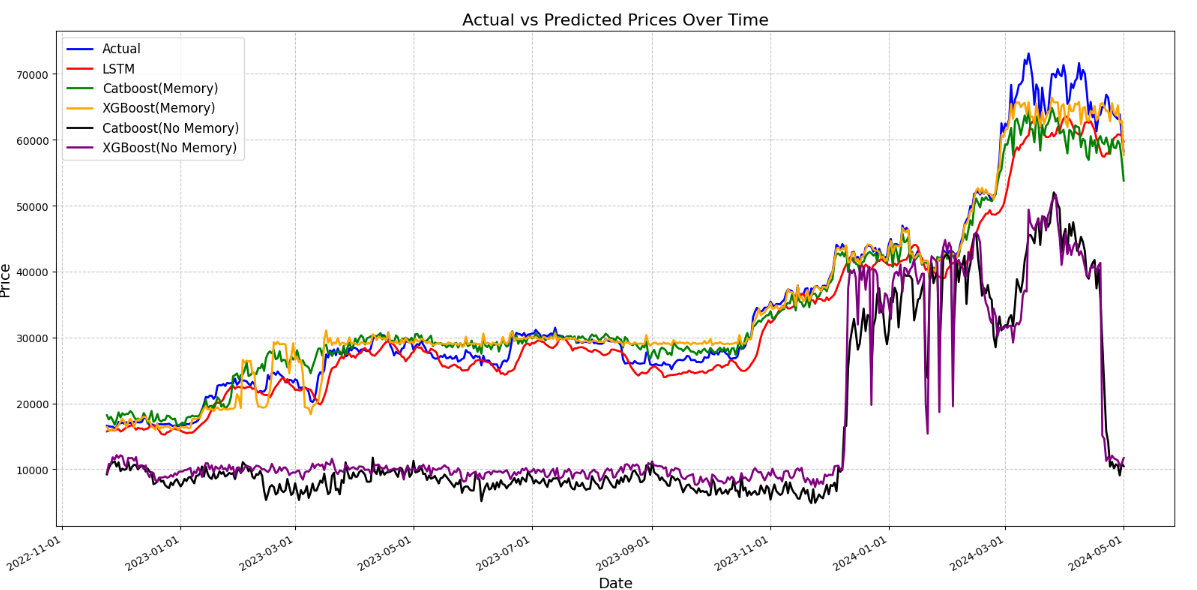 Actual vs Predicted Prices Over Time
Actual
LSTM
Catboost(Memory)
XGBoost(Memory)
Catboost(No Memory)
XGBoost(No Memory)
70000
60000
50000
40000
30000
20000
10000
Price
2022-11-01
2023-01-01
2023-03-01
2023-05-01
2023-07-01
2023-09-01
2023-11-01
2024-01-01
2024-03-01
2024-05-01
Date